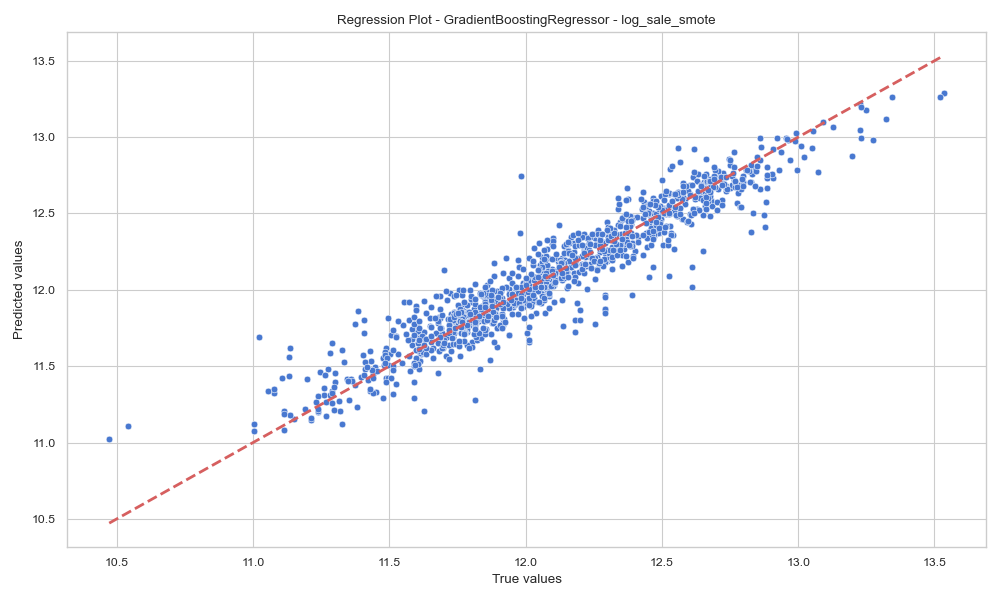 Regression Plot - GradientBoostingRegressor - log_sale_smote
13.5
13.0
12.5
12.0
11.5
11.0
10.5
Predicted values
10.5 11.0 11.5 12.0 12.5 13.0 13.5
True values